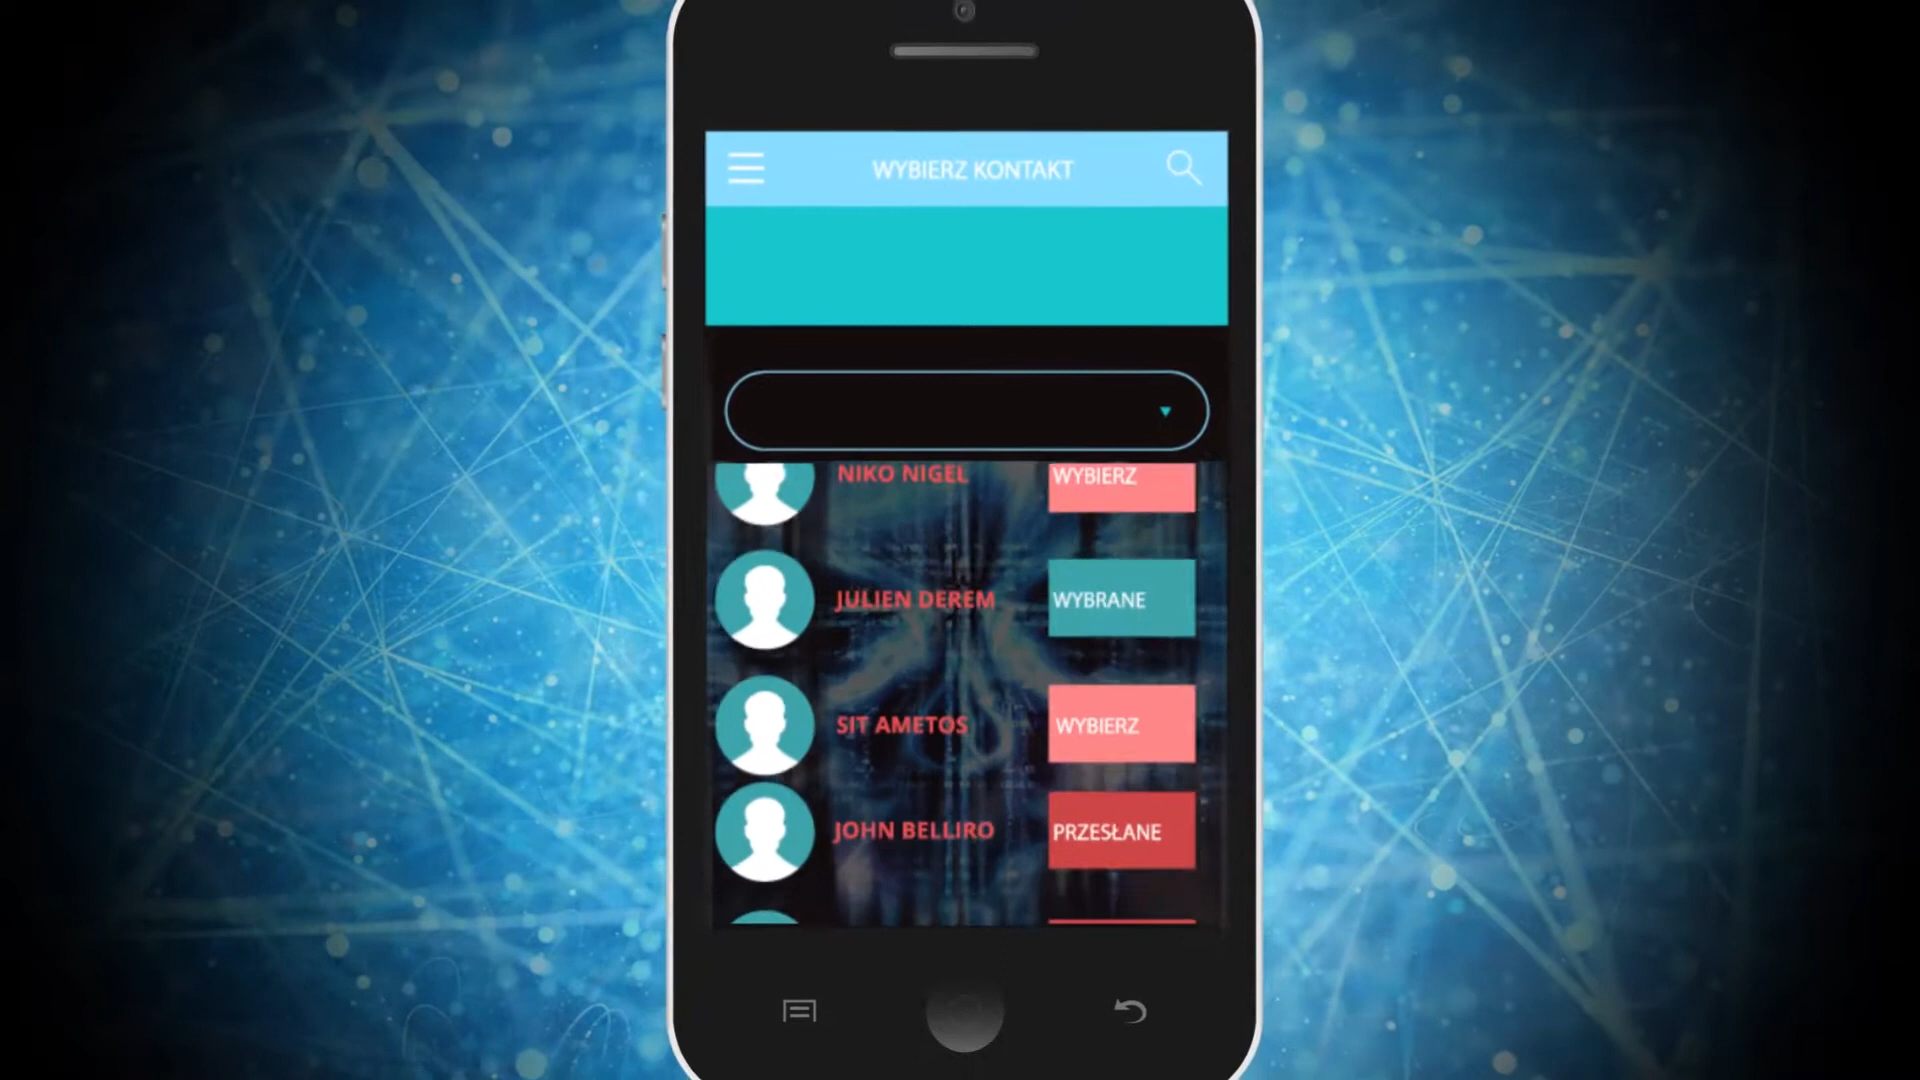 WYBIERZ KONTAKT
NIKO NIGEL WYBIERZ
JULIEN DEREM WYBRANE
SIT AMETOS WYBIERZ
JOHN BELLIRO PRZESŁANE